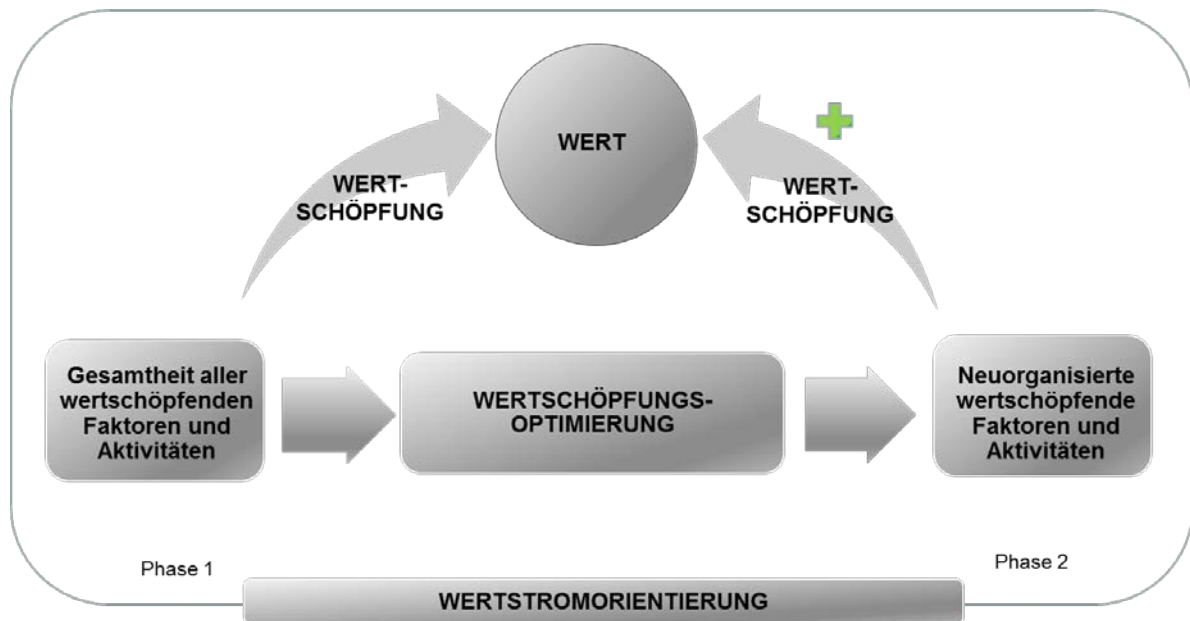 WERT
WERT-
SCHÖPFUNG
WERT-
SCHÖPFUNG
Gesamtheit aller
wertschöpfenden
Faktoren und
Aktivitäten
WERTSCHÖPFUNGS-
OPTIMIERUNG
Neuorganisierte
wertschöpfende
Faktoren und
Aktivitäten
Phase 1
Phase 2
WERTSTROMORIENTIERUNG